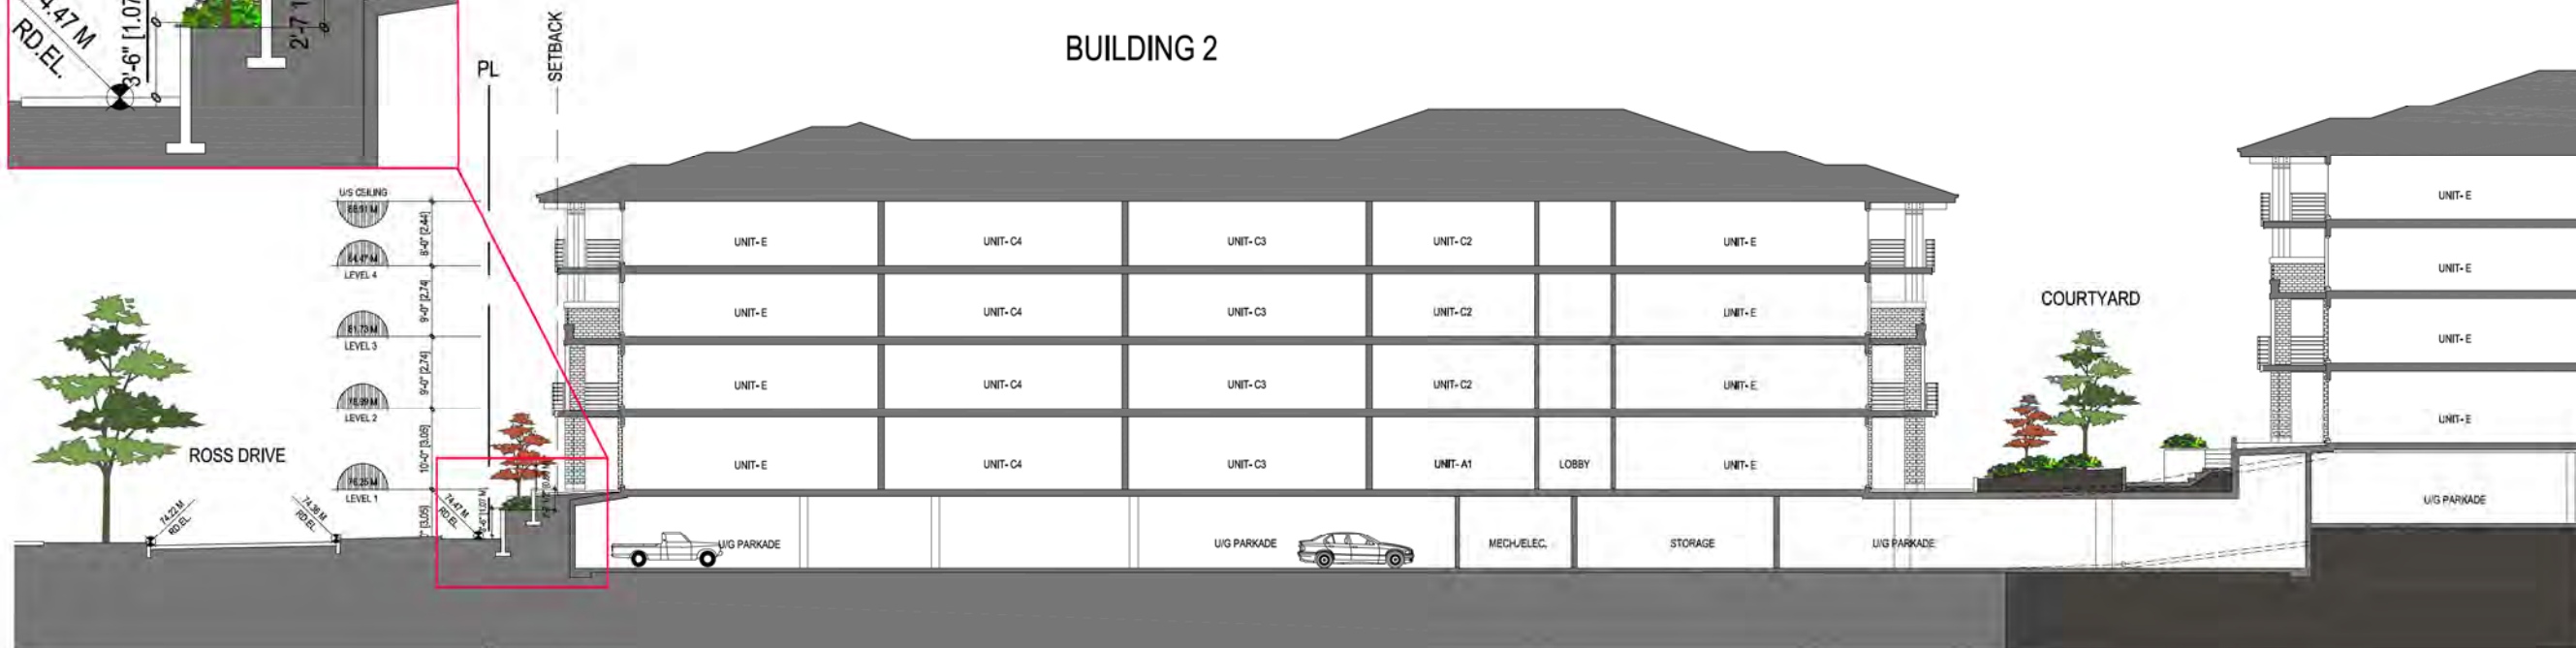 4.47 M
RD.EL.
3'-6" [1.07
2'-7 1
PL
SETBACK
BUILDING 2
U/S CEILING
8'-0" [2.44]
LEVEL 4
9'-0" [2.74]
81.73 M
LEVEL 3
9'-0" [2.74]
LEVEL 2
10'-0" [3.05]
76.25 M
LEVEL 1
ROSS DRIVE
74.22 M
RD.EL.
74.36 M
RD.EL.
74.47 M
RD.EL.
[3.05]
UNIT- E UNIT- C4 UNIT- C3 UNIT- C2 UNIT- E
UNIT- E UNIT- C4 UNIT- C3 UNIT- C2 UNIT- E
UNIT- E UNIT- C4 UNIT- C3 UNIT- C2 UNIT- E
UNIT- E UNIT- C4 UNIT- C3 UNIT- A1 LOBBY UNIT- E
U/G PARKADE U/G PARKADE MECH./ELEC. STORAGE U/G PARKADE
COURTYARD
UNIT- E
UNIT- E
UNIT- E
UNIT- E
U/G PARKADE